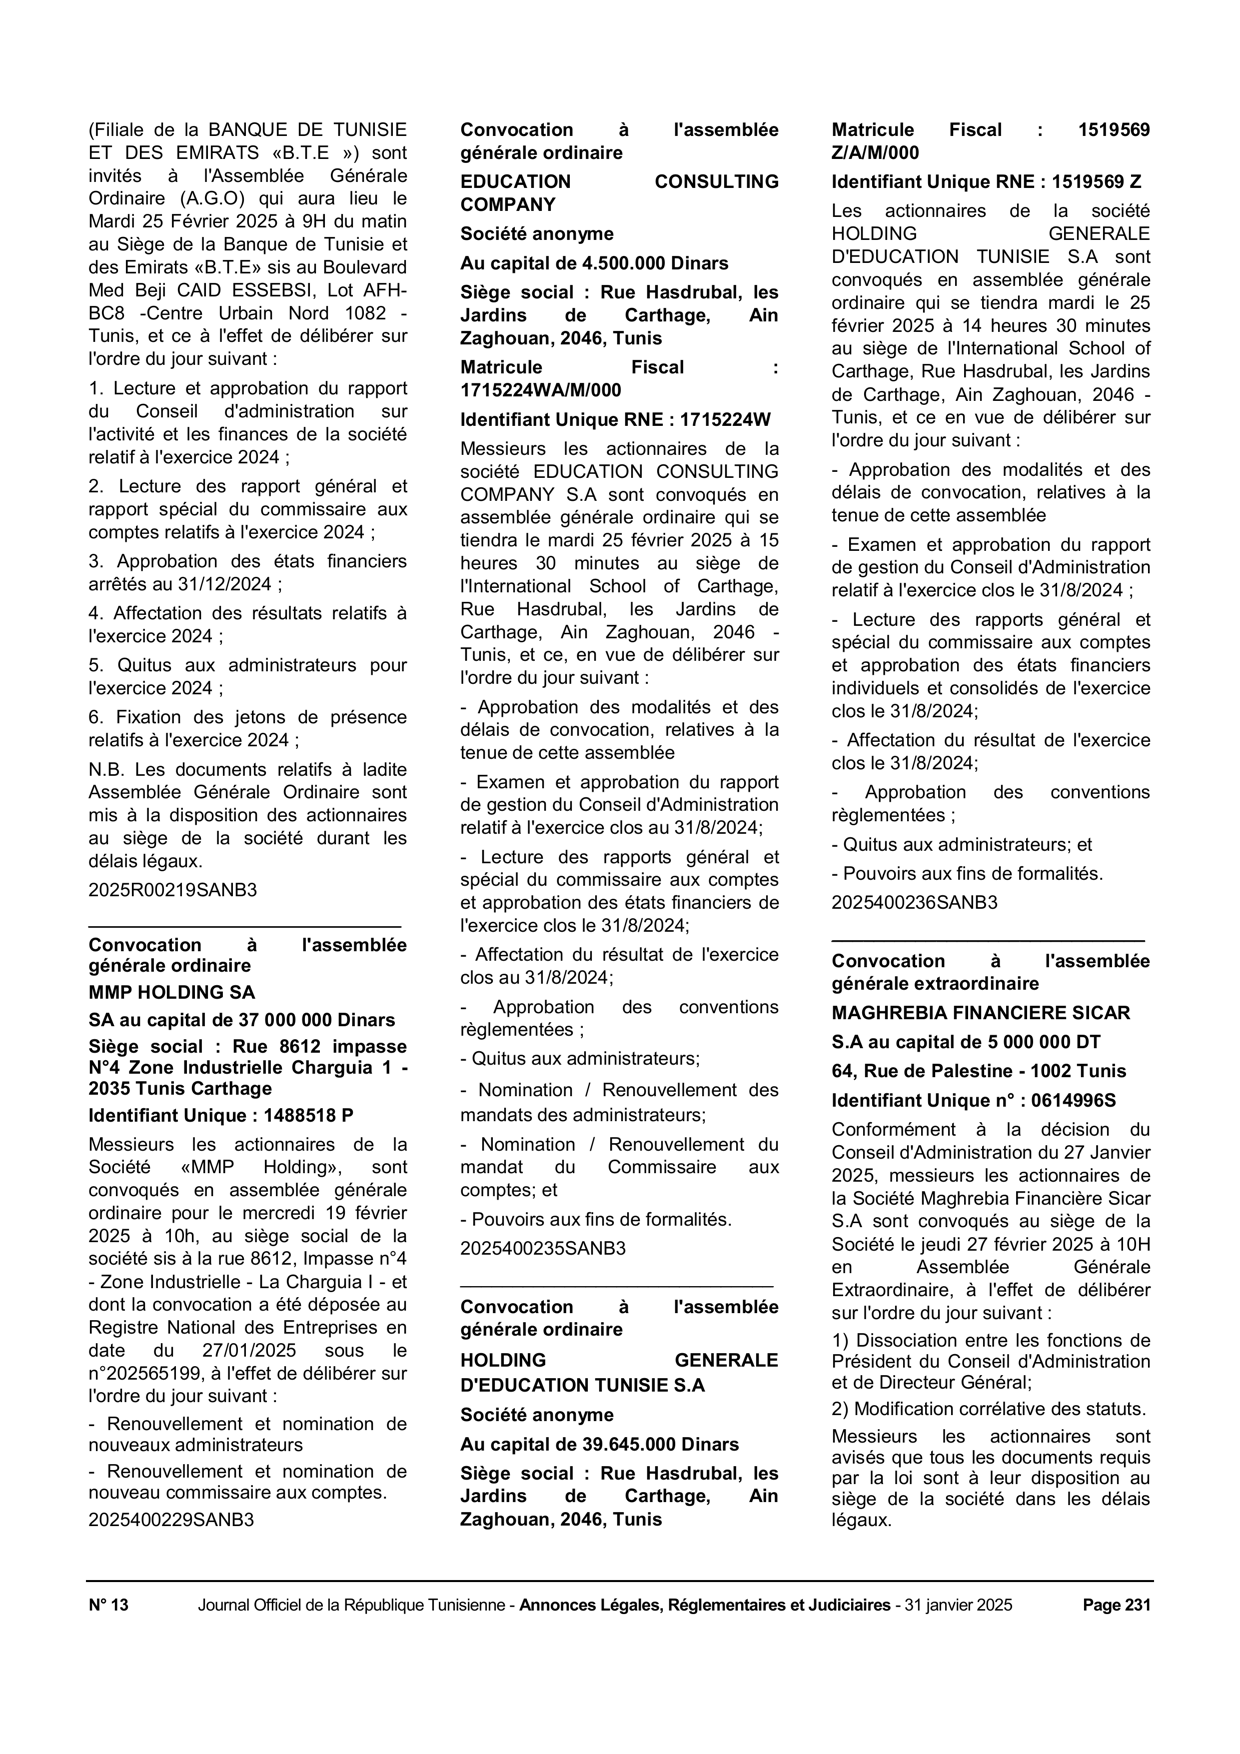 (Filiale de la BANQUE DE TUNISIE
ET DES EMIRATS «B.T.E ») sont
invités à l'Assemblée Générale
Ordinaire (A.G.O) qui aura lieu le
Mardi 25 Février 2025 à 9H du matin
au Siège de la Banque de Tunisie et
des Emirats «B.T.E» sis au Boulevard
Med Beji CAID ESSEBSI, Lot AFH-
BC8 -Centre Urbain Nord 1082 -
Tunis, et ce à l'effet de délibérer sur
l'ordre du jour suivant :
1. Lecture et approbation du rapport
du Conseil d'administration sur
l'activité et les finances de la société
relatif à l'exercice 2024 ;
2. Lecture des rapport général et
rapport spécial du commissaire aux
comptes relatifs à l'exercice 2024 ;
3. Approbation des états financiers
arrêtés au 31/12/2024 ;
4. Affectation des résultats relatifs à
l'exercice 2024 ;
5. Quitus aux administrateurs pour
l'exercice 2024 ;
6. Fixation des jetons de présence
relatifs à l'exercice 2024 ;
N.B. Les documents relatifs à ladite
Assemblée Générale Ordinaire sont
mis à la disposition des actionnaires
au siège de la société durant les
délais légaux.
2025R00219SANB3
Convocation à l'assemblée
générale ordinaire
MMP HOLDING SA
SA au capital de 37 000 000 Dinars
Siège social : Rue 8612 impasse
N°4 Zone Industrielle Charguia 1 -
2035 Tunis Carthage
Identifiant Unique : 1488518 P
Messieurs les actionnaires de la
Société «MMP Holding», sont
convoqués en assemblée générale
ordinaire pour le mercredi 19 février
2025 à 10h, au siège social de la
société sis à la rue 8612, Impasse n°4
- Zone Industrielle - La Charguia I - et
dont la convocation a été déposée au
Registre National des Entreprises en
date du 27/01/2025 sous le
n°202565199, à l'effet de délibérer sur
l'ordre du jour suivant :
- Renouvellement et nomination de
nouveaux administrateurs
- Renouvellement et nomination de
nouveau commissaire aux comptes.
2025400229SANB3
Convocation à l'assemblée
générale ordinaire
EDUCATION CONSULTING
COMPANY
Société anonyme
Au capital de 4.500.000 Dinars
Siège social : Rue Hasdrubal, les
Jardins de Carthage, Ain
Zaghouan, 2046, Tunis
Matricule Fiscal :
1715224WA/M/000
Identifiant Unique RNE : 1715224W
Messieurs les actionnaires de la
société EDUCATION CONSULTING
COMPANY S.A sont convoqués en
assemblée générale ordinaire qui se
tiendra le mardi 25 février 2025 à 15
heures 30 minutes au siège de
l'International School of Carthage,
Rue Hasdrubal, les Jardins de
Carthage, Ain Zaghouan, 2046 -
Tunis, et ce, en vue de délibérer sur
l'ordre du jour suivant :
- Approbation des modalités et des
délais de convocation, relatives à la
tenue de cette assemblée
- Examen et approbation du rapport
de gestion du Conseil d'Administration
relatif à l'exercice clos au 31/8/2024;
- Lecture des rapports général et
spécial du commissaire aux comptes
et approbation des états financiers de
l'exercice clos le 31/8/2024;
- Affectation du résultat de l'exercice
clos au 31/8/2024;
- Approbation des conventions
règlementées ;
- Quitus aux administrateurs;
- Nomination / Renouvellement des
mandats des administrateurs;
- Nomination / Renouvellement du
mandat du Commissaire aux
comptes; et
- Pouvoirs aux fins de formalités.
2025400235SANB3
Convocation à l'assemblée
générale ordinaire
HOLDING GENERALE
D'EDUCATION TUNISIE S.A
Société anonyme
Au capital de 39.645.000 Dinars
Siège social : Rue Hasdrubal, les
Jardins de Carthage, Ain
Zaghouan, 2046, Tunis
Matricule Fiscal : 1519569
Z/A/M/000
Identifiant Unique RNE : 1519569 Z
Les actionnaires de la société
HOLDING GENERALE
D'EDUCATION TUNISIE S.A sont
convoqués en assemblée générale
ordinaire qui se tiendra mardi le 25
février 2025 à 14 heures 30 minutes
au siège de l'International School of
Carthage, Rue Hasdrubal, les Jardins
de Carthage, Ain Zaghouan, 2046 -
Tunis, et ce en vue de délibérer sur
l'ordre du jour suivant :
- Approbation des modalités et des
délais de convocation, relatives à la
tenue de cette assemblée
- Examen et approbation du rapport
de gestion du Conseil d'Administration
relatif à l'exercice clos le 31/8/2024 ;
- Lecture des rapports général et
spécial du commissaire aux comptes
et approbation des états financiers
individuels et consolidés de l'exercice
clos le 31/8/2024;
- Affectation du résultat de l'exercice
clos le 31/8/2024;
- Approbation des conventions
règlementées ;
- Quitus aux administrateurs; et
- Pouvoirs aux fins de formalités.
2025400236SANB3
Convocation à l'assemblée
générale extraordinaire
MAGHREBIA FINANCIERE SICAR
S.A au capital de 5 000 000 DT
64, Rue de Palestine - 1002 Tunis
Identifiant Unique n° : 0614996S
Conformément à la décision du
Conseil d'Administration du 27 Janvier
2025, messieurs les actionnaires de
la Société Maghrebia Financière Sicar
S.A sont convoqués au siège de la
Société le jeudi 27 février 2025 à 10H
en Assemblée Générale
Extraordinaire, à l'effet de délibérer
sur l'ordre du jour suivant :
1) Dissociation entre les fonctions de
Président du Conseil d'Administration
et de Directeur Général;
2) Modification corrélative des statuts.
Messieurs les actionnaires sont
avisés que tous les documents requis
par la loi sont à leur disposition au
siège de la société dans les délais
légaux.
N° 13 Journal Officiel de la République Tunisienne - Annonces Légales, Réglementaires et Judiciaires - 31 janvier 2025 Page 231